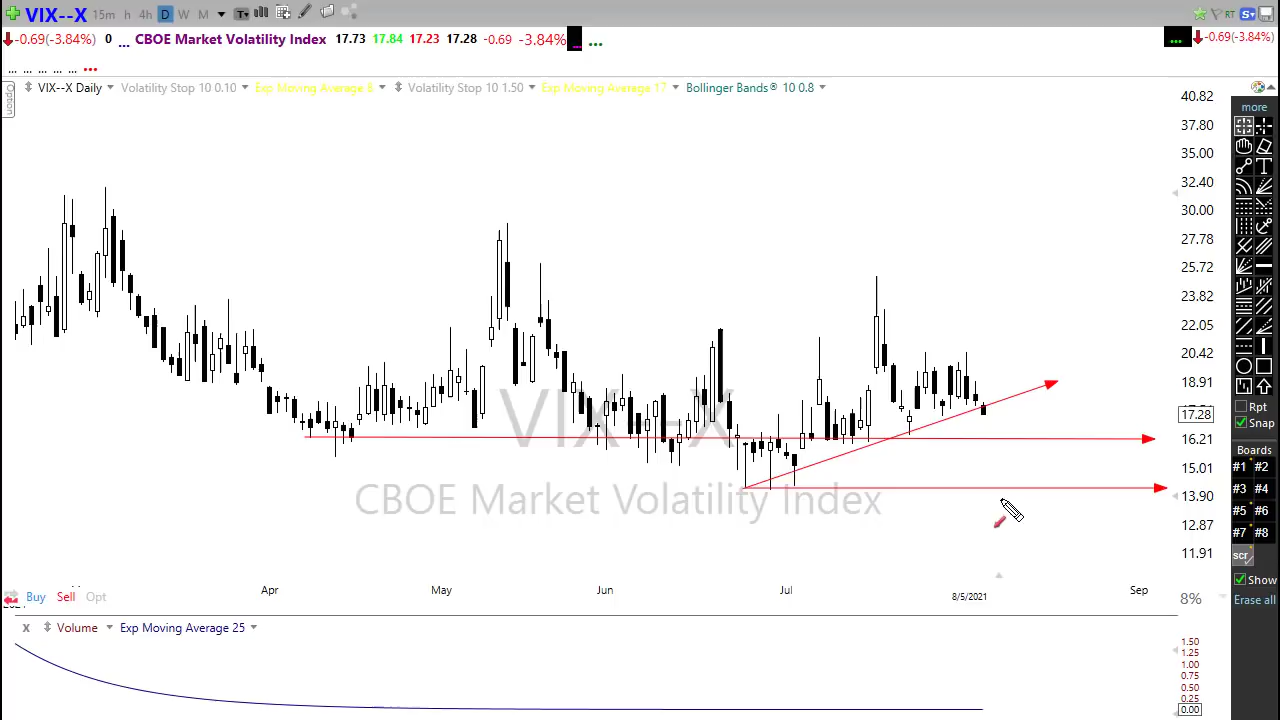 VIX--X 15m h 4h D W M T RT S
-0.69(-3.84%) 0 ... CBOE Market Volatility Index 17.73 17.84 17.23 17.28 -0.69 -3.84% ... ... ... -0.69(-3.84%)
... ... ... ... ... ...
Option
VIX--X Daily Volatility Stop 10 0.10 Exp Moving Average 8 Volatility Stop 10 1.50 Exp Moving Average 17 Bollinger Bands® 10 0.8
40.82
37.80
35.00
32.40
30.00
27.78
25.72
23.82
22.05
20.42
18.91
17.28
16.21
15.01
13.90
12.87
11.91
VIX--X
CBOE Market Volatility Index
Apr May Jun Jul 8/5/2021 Sep
Buy Sell Opt
8%
x Volume Exp Moving Average 25
1.50
1.25
1.00
0.75
0.50
0.25
0.00
more
T
Rpt
Snap
Boards
#1 #2
#3 #4
#5 #6
#7 #8
scr
Show
Erase all